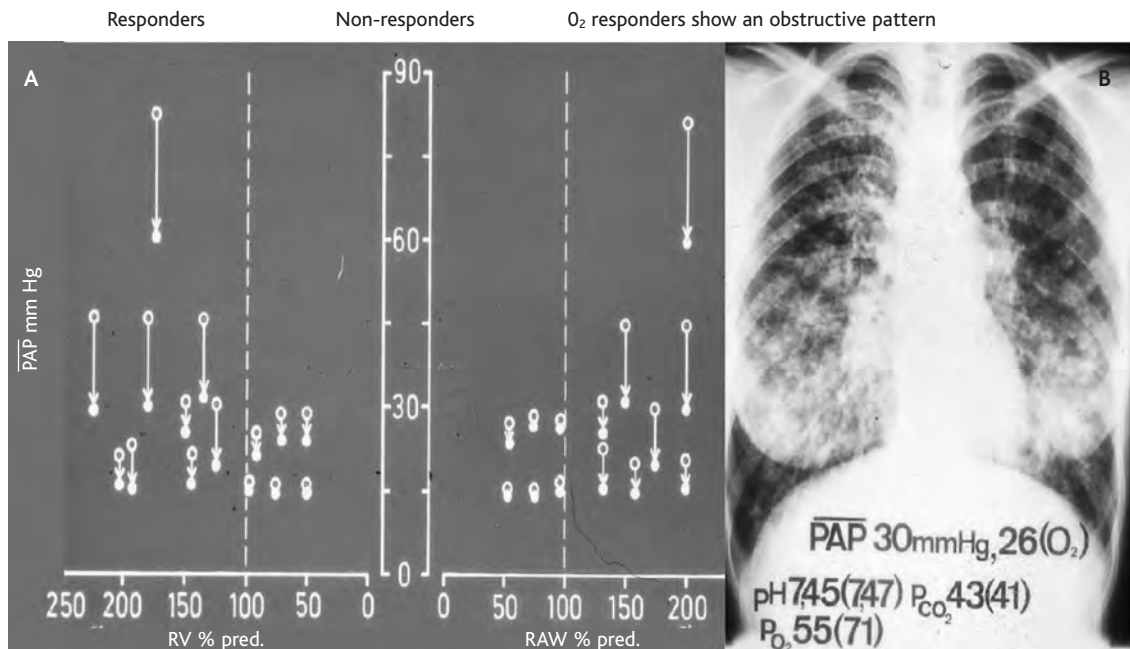 Responders Non-responders O₂ responders show an obstructive pattern
A
B
PAP mm Hg
90
60
30
0
250 200 150 100 50 0
RV % pred.
50 100 150 200
RAW % pred.
PAP 30mmHg, 26(O₂)
pH 7,45(7,47) Pco₂ 43(41)
Po₂ 55(71)